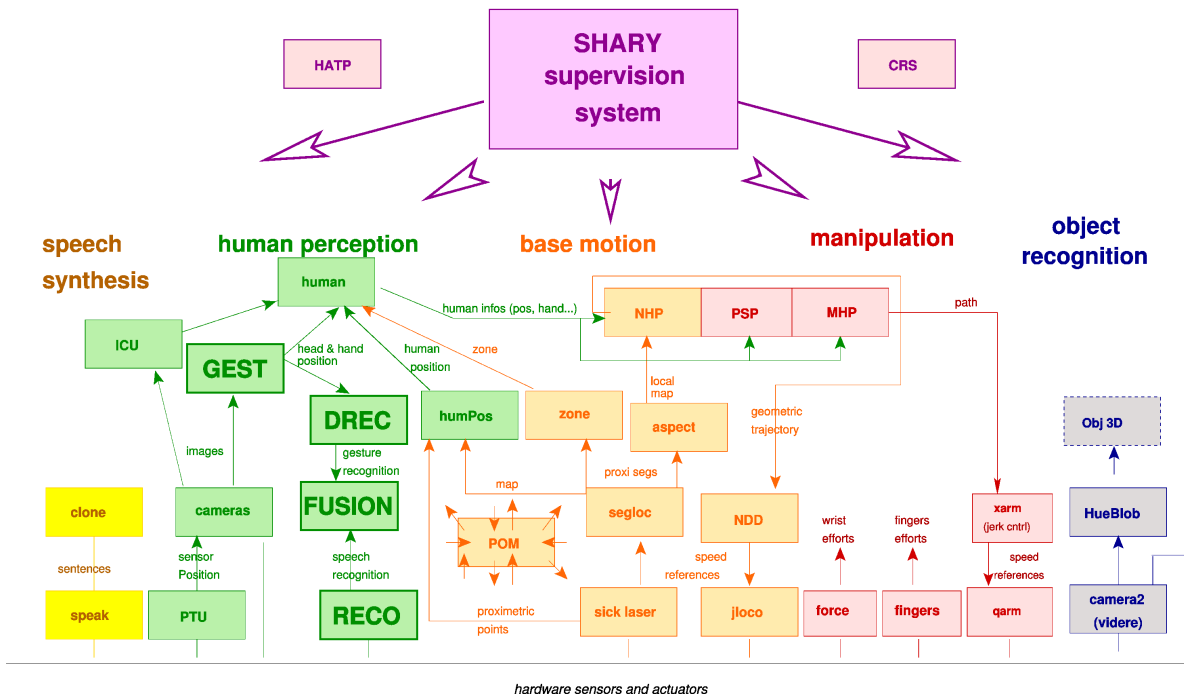 SHARY
supervision
system
HATP
CRS
speech
synthesis
human perception
base motion
manipulation
object
recognition
human
human infos (pos, hand...)
NHP
PSP
MHP
path
ICU
GEST
head & hand
position
human
position
zone
local
map
geometric
trajectory
DREC
humPos
zone
aspect
Obj 3D
images
gesture
recognition
map
proxi segs
clone
cameras
FUSION
POM
segloc
NDD
wrist
efforts
fingers
efforts
xarm
(jerk cntrl)
HueBlob
sentences
sensor
Position
speech
recognition
speed
references
speed
references
speak
PTU
RECO
proximetric
points
sick laser
jloco
force
fingers
qarm
camera2
(videre)
hardware sensors and actuators